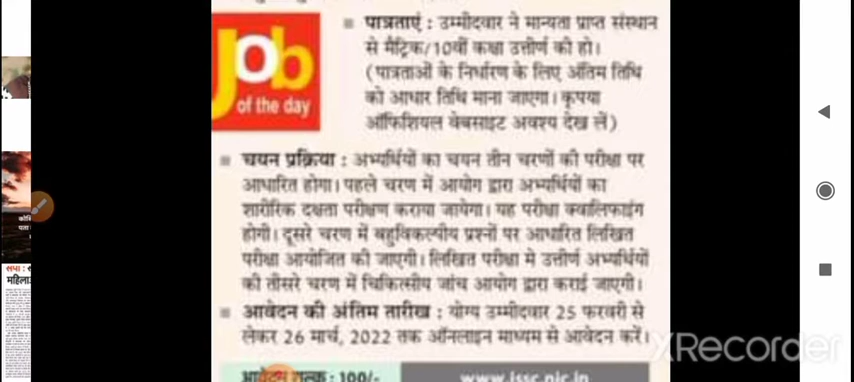 पात्रताएं : उम्मीदवार ने मान्यता प्राप्त संस्थान
से मैट्रिक/10वीं कक्षा उत्तीर्ण की हो।
(पात्रताओं के निर्धारण के लिए अंतिम तिथि
को आधार तिथि माना जाएगा। कृपया
ऑफिशियल वेबसाइट अवश्य देख लें)
Job
of the day
चयन प्रक्रिया : अभ्यर्थियों का चयन तीन चरणों की परीक्षा पर
आधारित होगा। पहले चरण में आयोग द्वारा अभ्यर्थियों का
शारीरिक दक्षता परीक्षण कराया जायेगा। यह परीक्षा क्वालिफाइंग
होगी। दूसरे चरण में बहुविकल्पीय प्रश्नों पर आधारित लिखित
परीक्षा आयोजित की जाएगी। लिखित परीक्षा मे उत्तीर्ण अभ्यर्थियों
की तीसरे चरण में चिकित्सीय जांच आयोग द्वारा कराई जाएगी।
आवेदन की अंतिम तारीख : योग्य उम्मीदवार 25 फरवरी से
लेकर 26 मार्च, 2022 तक ऑनलाइन माध्यम से आवेदन करें।
आवेदन शुल्क : 100/-
XRecorder
सपा :
महिला